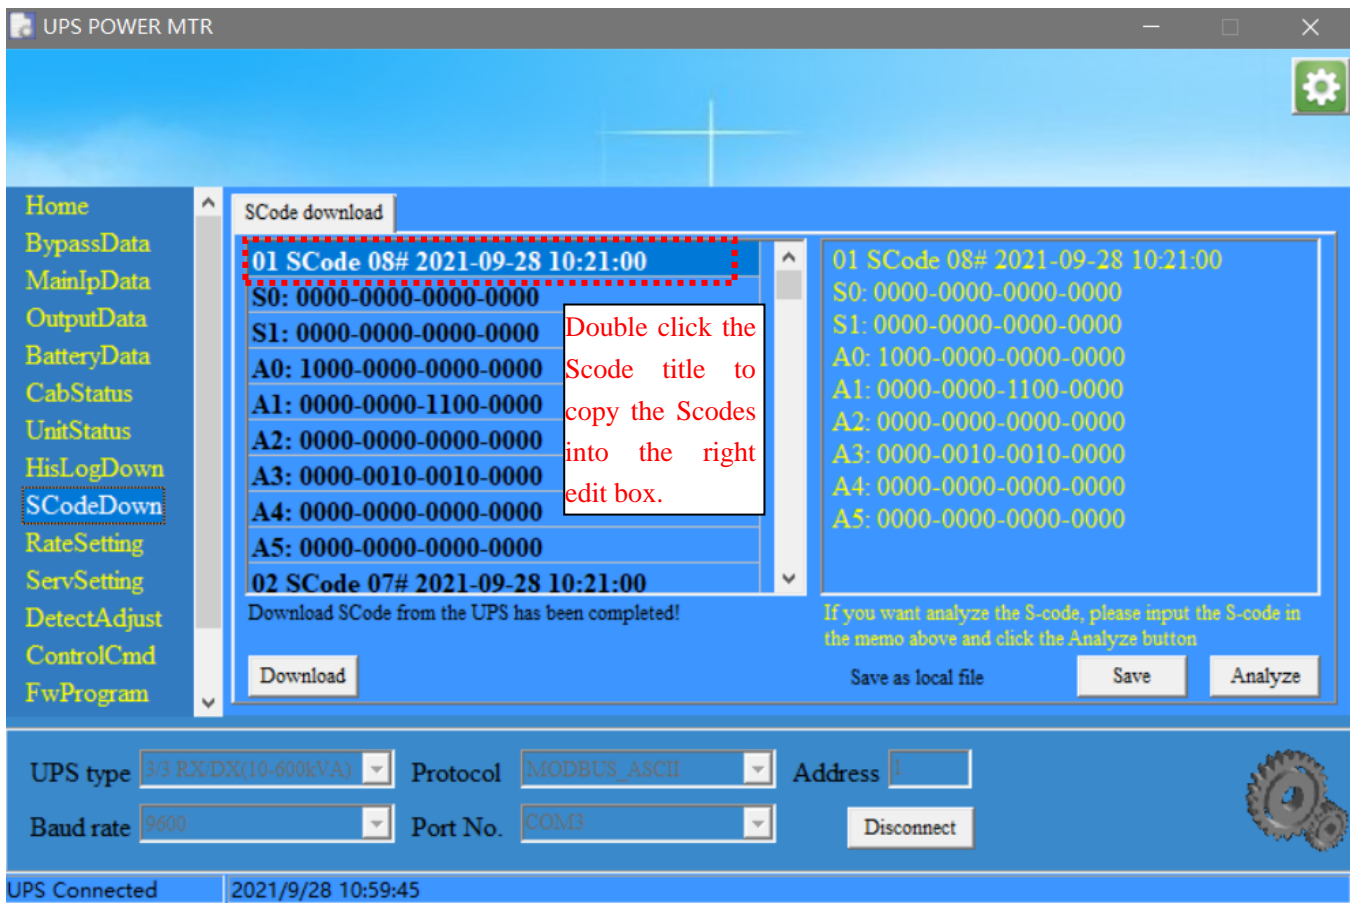 UPS POWER MTR
Home
BypassData
MainIpData
OutputData
BatteryData
CabStatus
UnitStatus
HisLogDown
SCodeDown
RateSetting
ServSetting
DetectAdjust
ControlCmd
FwProgram
SCode download
01 SCode 08# 2021-09-28 10:21:00
S0: 0000-0000-0000-0000
S1: 0000-0000-0000-0000
A0: 1000-0000-0000-0000
A1: 0000-0000-1100-0000
A2: 0000-0000-0000-0000
A3: 0000-0010-0010-0000
A4: 0000-0000-0000-0000
A5: 0000-0000-0000-0000
02 SCode 07# 2021-09-28 10:21:00
Double click the
Scode title to
copy the Scodes
into the right
edit box.
01 SCode 08# 2021-09-28 10:21:00
S0: 0000-0000-0000-0000
S1: 0000-0000-0000-0000
A0: 1000-0000-0000-0000
A1: 0000-0000-1100-0000
A2: 0000-0000-0000-0000
A3: 0000-0010-0010-0000
A4: 0000-0000-0000-0000
A5: 0000-0000-0000-0000
Download SCode from the UPS has been completed!
If you want analyze the S-code, please input the S-code in
the memo above and click the Analyze button
Download
Save as local file
Save
Analyze
UPS type 3/3 RX/DX(10-600kVA)
Protocol MODBUS_ASCII
Address 1
Baud rate 9600
Port No. COM3
Disconnect
UPS Connected
2021/9/28 10:59:45